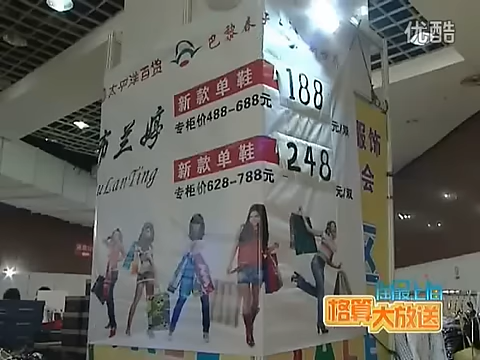 优酷
太平洋百货
巴黎春
布兰婷
uLanTing
新款单鞋
188
专柜价488-688元
元/双
新款单鞋
248
专柜价628-788元
元/双
服饰
会
区
格算大放送